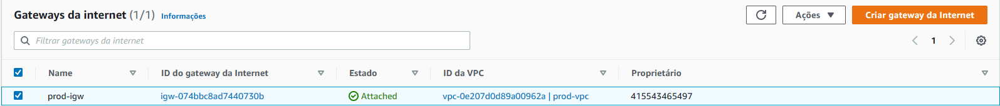 Gateways da internet (1/1) Informações
Ações
Criar gateway da Internet
Filtrar gateways da internet
1
Name ID do gateway da Internet Estado ID da VPC Proprietário
prod-igw igw-074bbc8ad7440730b Attached vpc-0e207d0d89a00962a | prod-vpc 415543465497